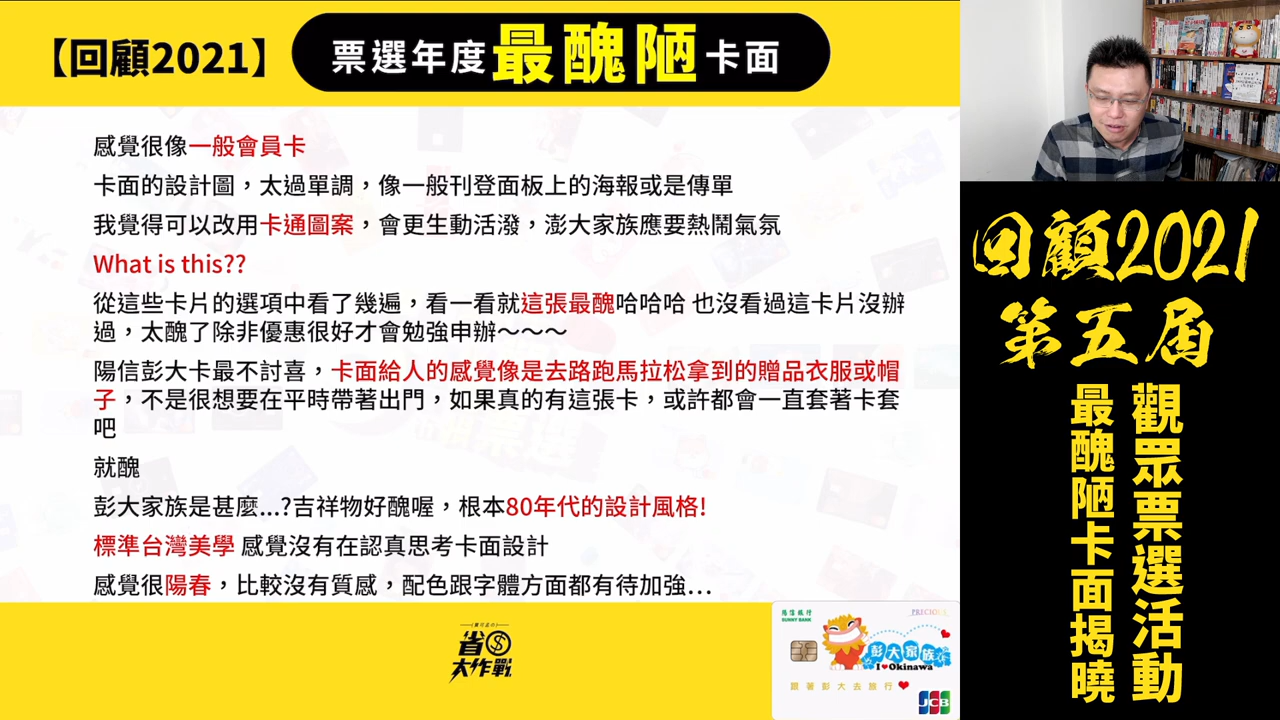 【回顧2021】
票選年度最醜陋卡面
感覺很像一般會員卡
卡面的設計圖，太過單調，像一般刊登面板上的海報或是傳單
我覺得可以改用卡通圖案，會更生動活潑，澎大家族應要熱鬧氣氛
What is this??
從這些卡片的選項中看了幾遍，看一看就這張最醜哈哈哈 也沒看過這卡片沒辦
過，太醜了除非優惠很好才會勉強申辦～～～
陽信彭大卡最不討喜，卡面給人的感覺像是去路跑馬拉松拿到的贈品衣服或帽
子，不是很想要在平時帶著出門，如果真的有這張卡，或許都會一直套著卡套
吧
就醜
彭大家族是甚麼...?吉祥物好醜喔，根本80年代的設計風格!
標準台灣美學 感覺沒有在認真思考卡面設計
感覺很陽春，比較沒有質感，配色跟字體方面都有待加強…
省$
大作戰
陽信銀行
SUNNY BANK
PRECIOUS
彭大家族
I❤Okinawa
跟著彭大去旅行❤
JCB
回顧2021
第五屆
觀眾票選活動
最醜陋卡面揭曉